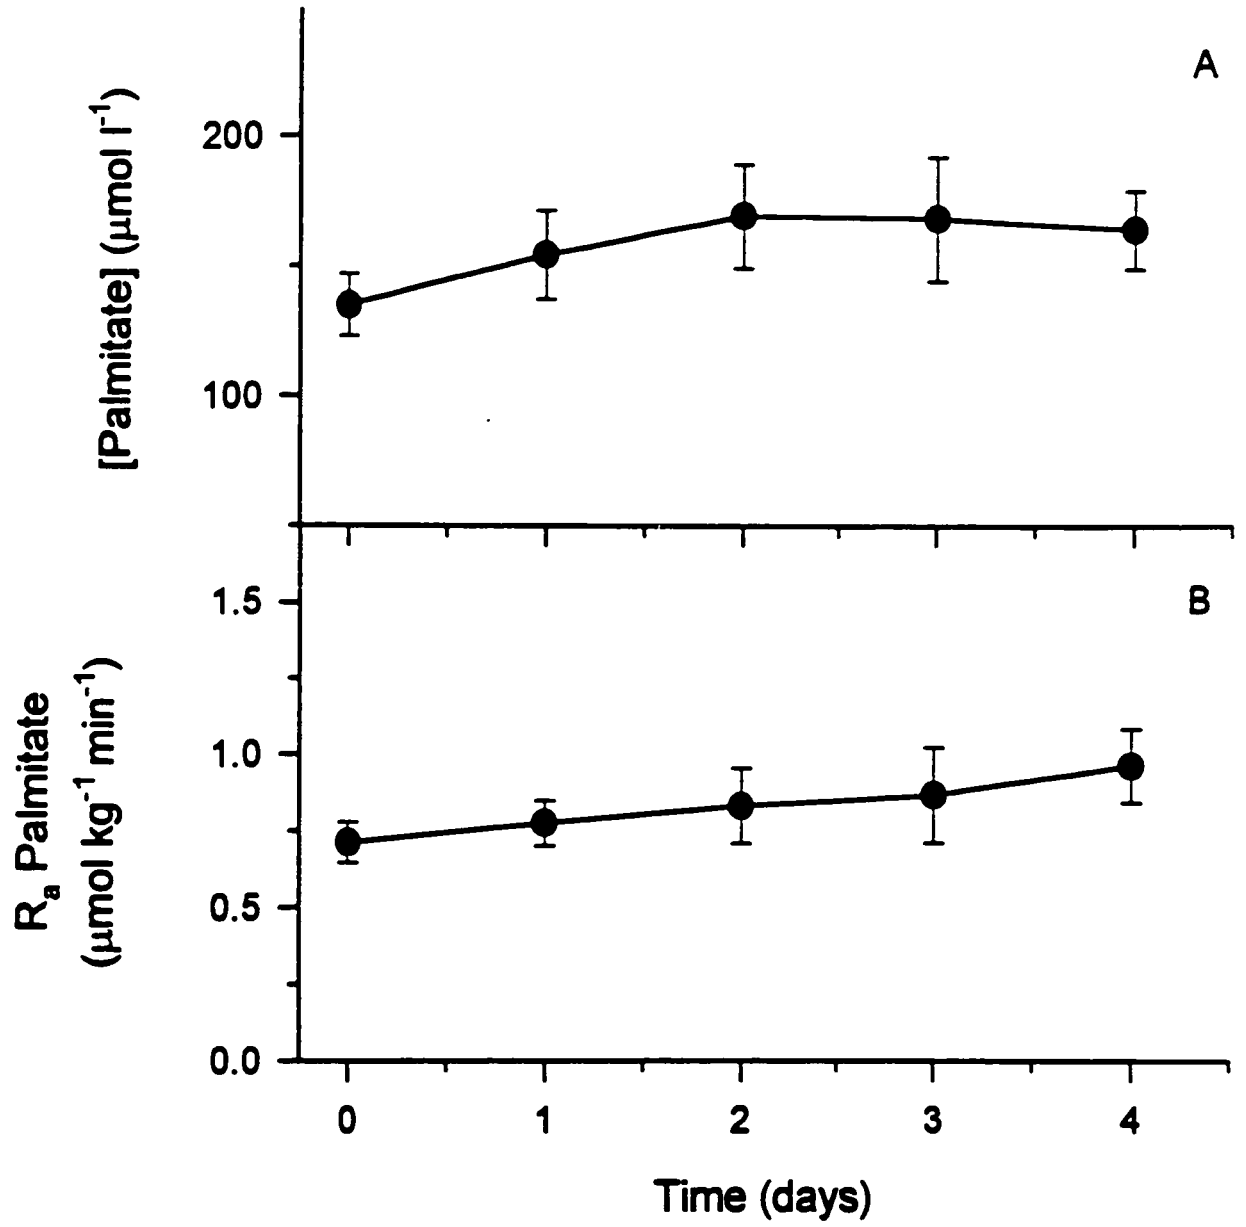 A
[Palmitate] (μmol l⁻¹)
200
100
B
Rₐ Palmitate
(μmol kg⁻¹ min⁻¹)
1.5
1.0
0.5
0.0
0 1 2 3 4
Time (days)